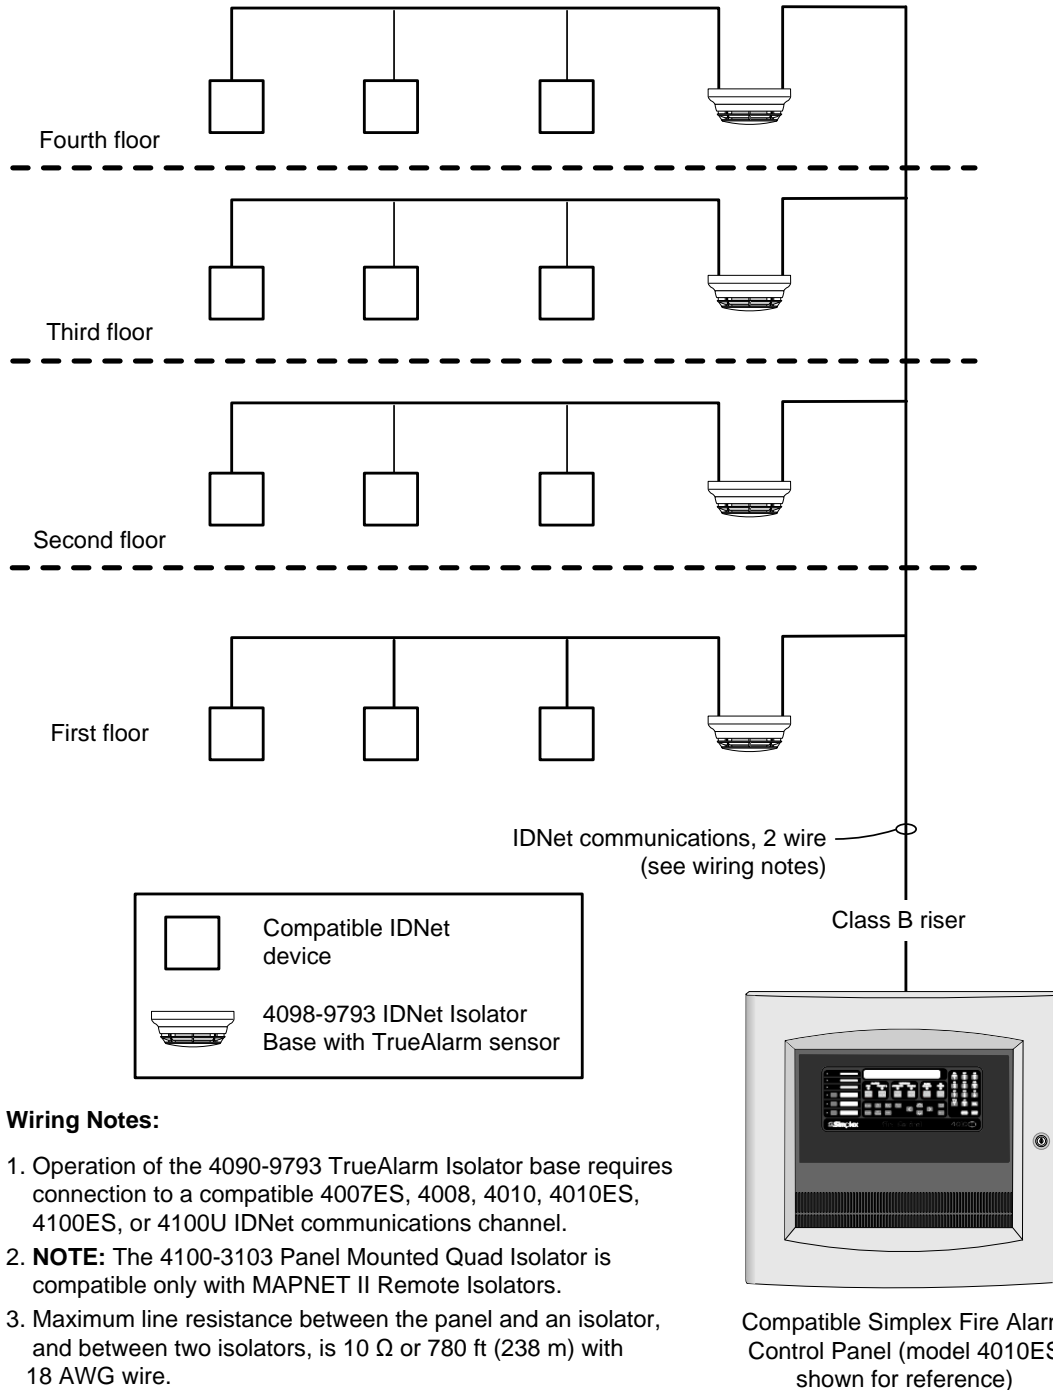 Fourth floor
Third floor
Second floor
First floor
IDNet communications, 2 wire
(see wiring notes)
Class B riser
Compatible IDNet
device
4098-9793 IDNet Isolator
Base with TrueAlarm sensor
Wiring Notes:
1. Operation of the 4090-9793 TrueAlarm Isolator base requires
connection to a compatible 4007ES, 4008, 4010, 4010ES,
4100ES, or 4100U IDNet communications channel.
2. NOTE: The 4100-3103 Panel Mounted Quad Isolator is
compatible only with MAPNET II Remote Isolators.
3. Maximum line resistance between the panel and an isolator,
and between two isolators, is 10 Ω or 780 ft (238 m) with
18 AWG wire.
Simplex
Compatible Simplex Fire Alar
Control Panel (model 4010ES
shown for reference)